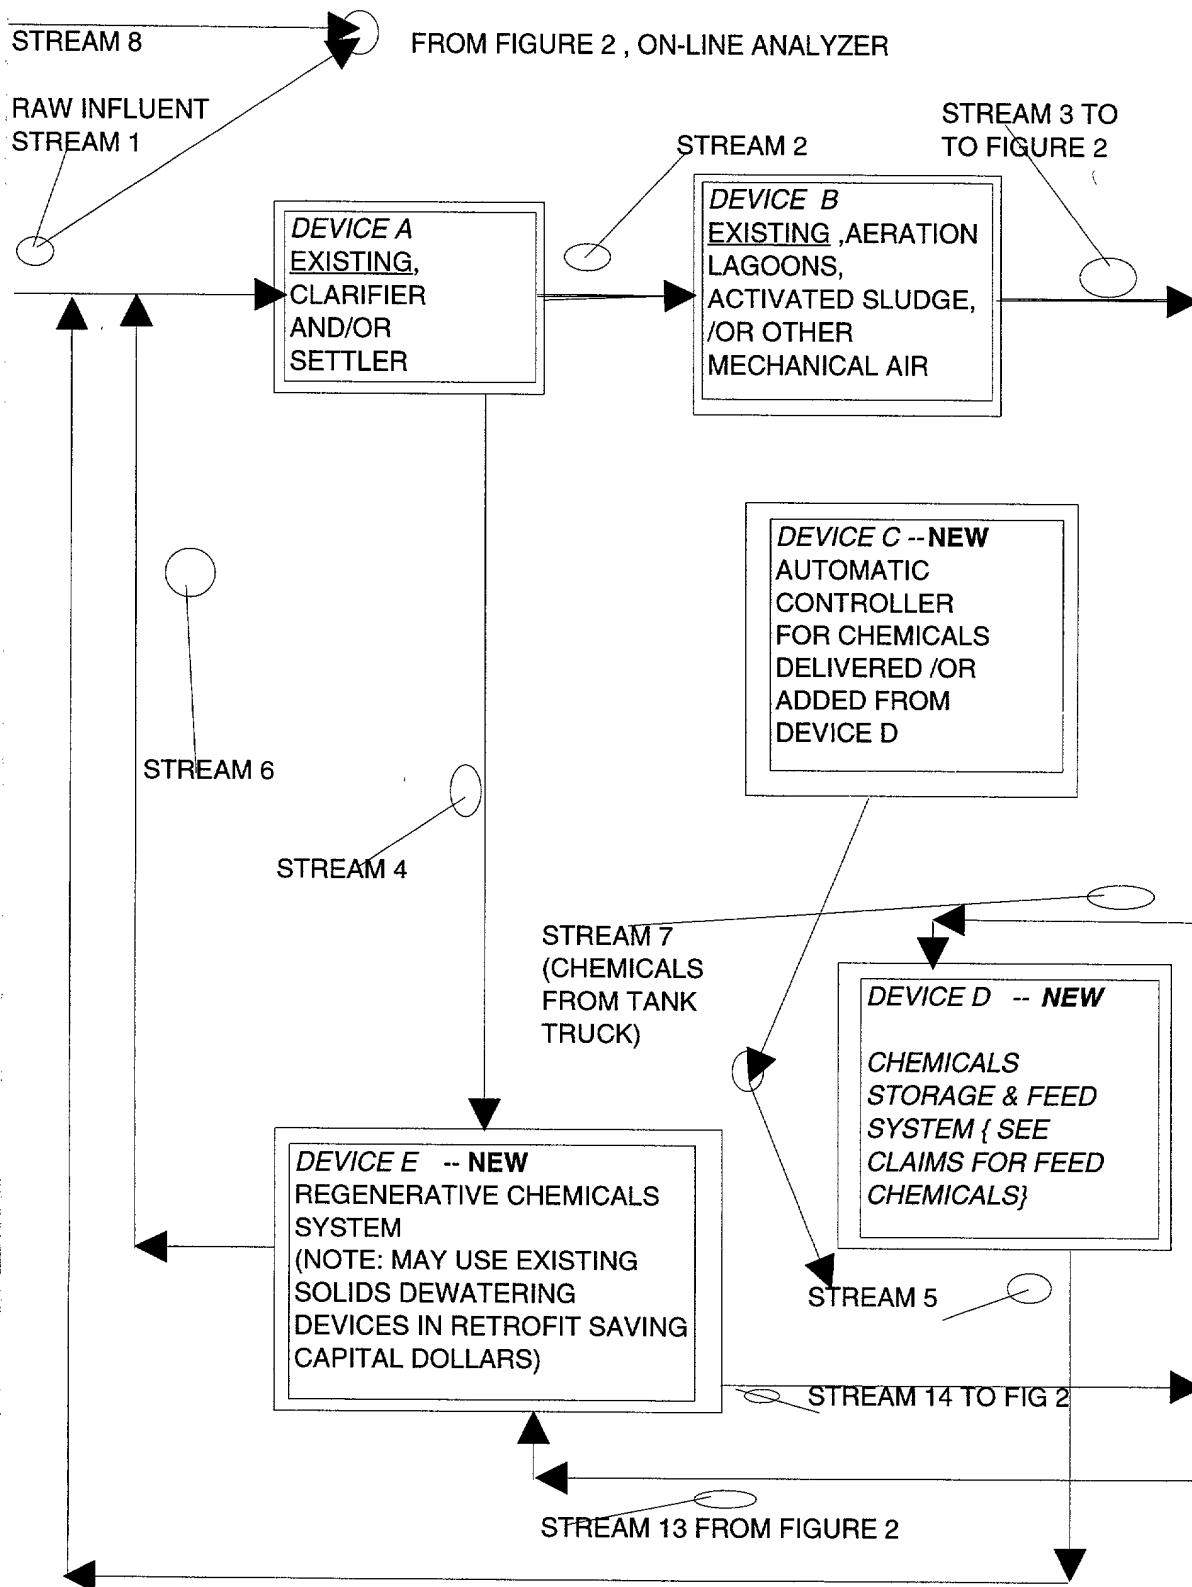 STREAM 8
FROM FIGURE 2 , ON-LINE ANALYZER
RAW INFLUENT
STREAM 1
STREAM 2
STREAM 3 TO
TO FIGURE 2
DEVICE A
EXISTING,
CLARIFIER
AND/OR
SETTLER
DEVICE B
EXISTING ,AERATION
LAGOONS,
ACTIVATED SLUDGE,
/OR OTHER
MECHANICAL AIR
DEVICE C --NEW
AUTOMATIC
CONTROLLER
FOR CHEMICALS
DELIVERED /OR
ADDED FROM
DEVICE D
STREAM 6
STREAM 4
STREAM 7
(CHEMICALS
FROM TANK
TRUCK)
DEVICE D -- NEW
CHEMICALS
STORAGE & FEED
SYSTEM { SEE
CLAIMS FOR FEED
CHEMICALS}
DEVICE E -- NEW
REGENERATIVE CHEMICALS
SYSTEM
(NOTE: MAY USE EXISTING
SOLIDS DEWATERING
DEVICES IN RETROFIT SAVING
CAPITAL DOLLARS)
STREAM 5
STREAM 14 TO FIG 2
STREAM 13 FROM FIGURE 2